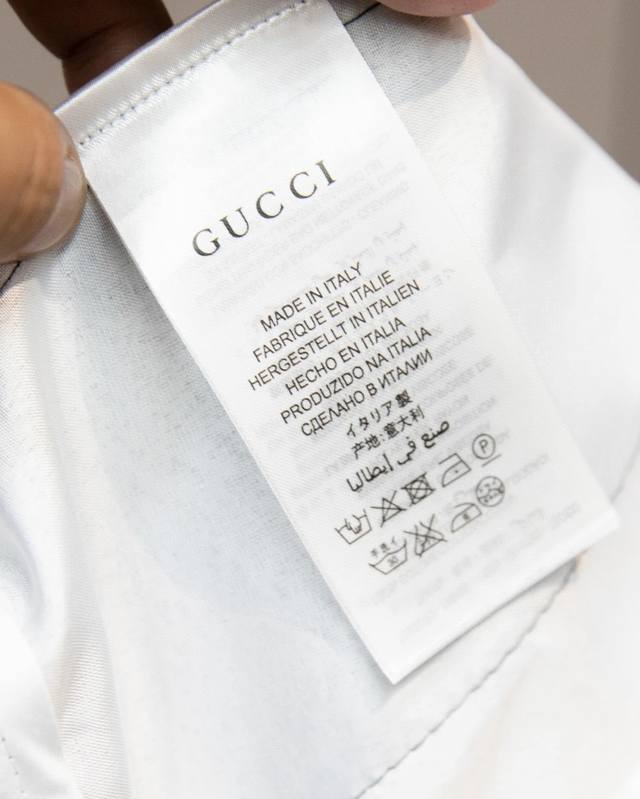 GUCCI
MADE IN ITALY
FABRIQUE EN ITALIE
HERGESTELLT IN ITALIEN
HECHO EN ITALIA
PRODUZIDO NA ITALIA
СДЕЛАНО В ИТАЛИИ
イタリア製
产地:意大利
صنع في إيطاليا
P